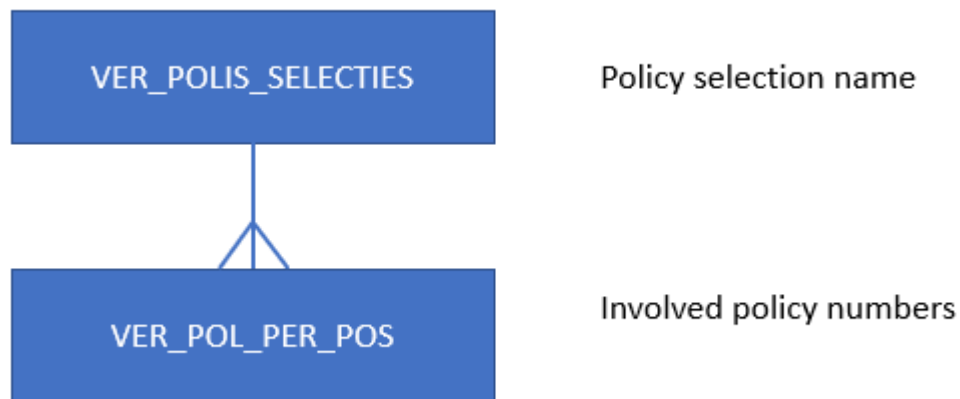 VER_POLIS_SELECTIES
Policy selection name
VER_POL_PER_POS
Involved policy numbers